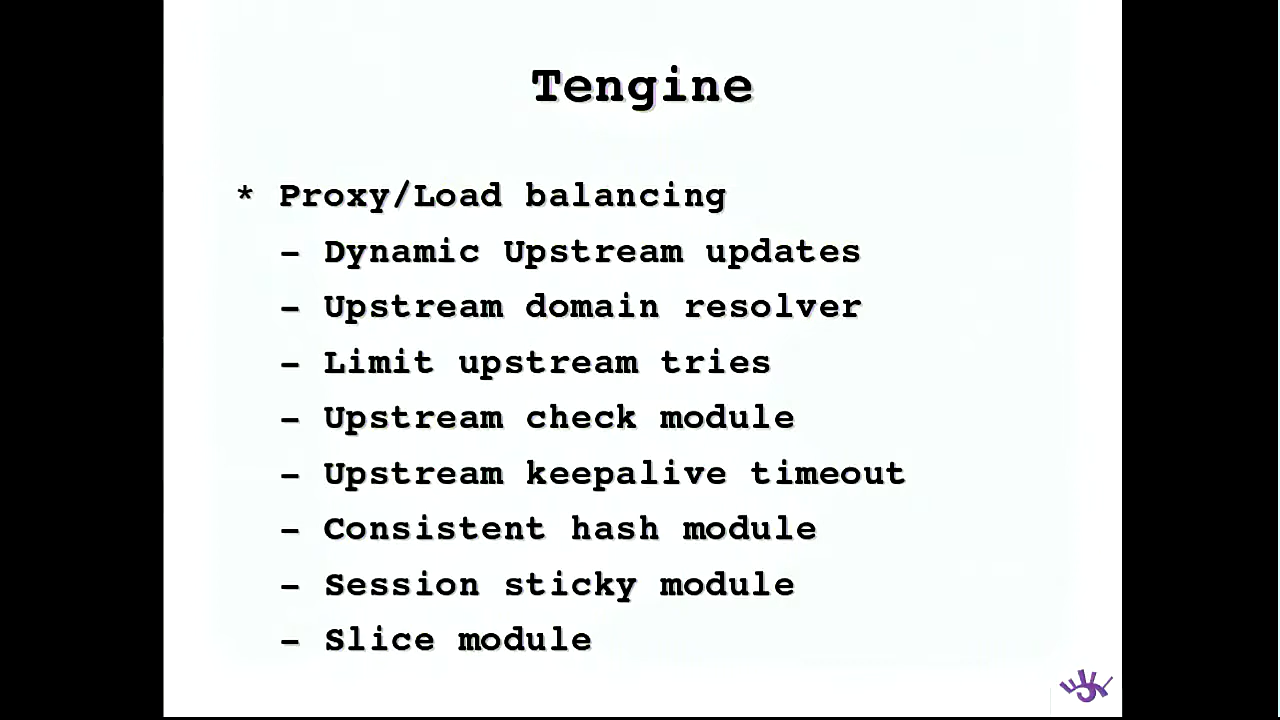 Tengine
* Proxy/Load balancing
– Dynamic Upstream updates
– Upstream domain resolver
– Limit upstream tries
– Upstream check module
– Upstream keepalive timeout
– Consistent hash module
– Session sticky module
– Slice module